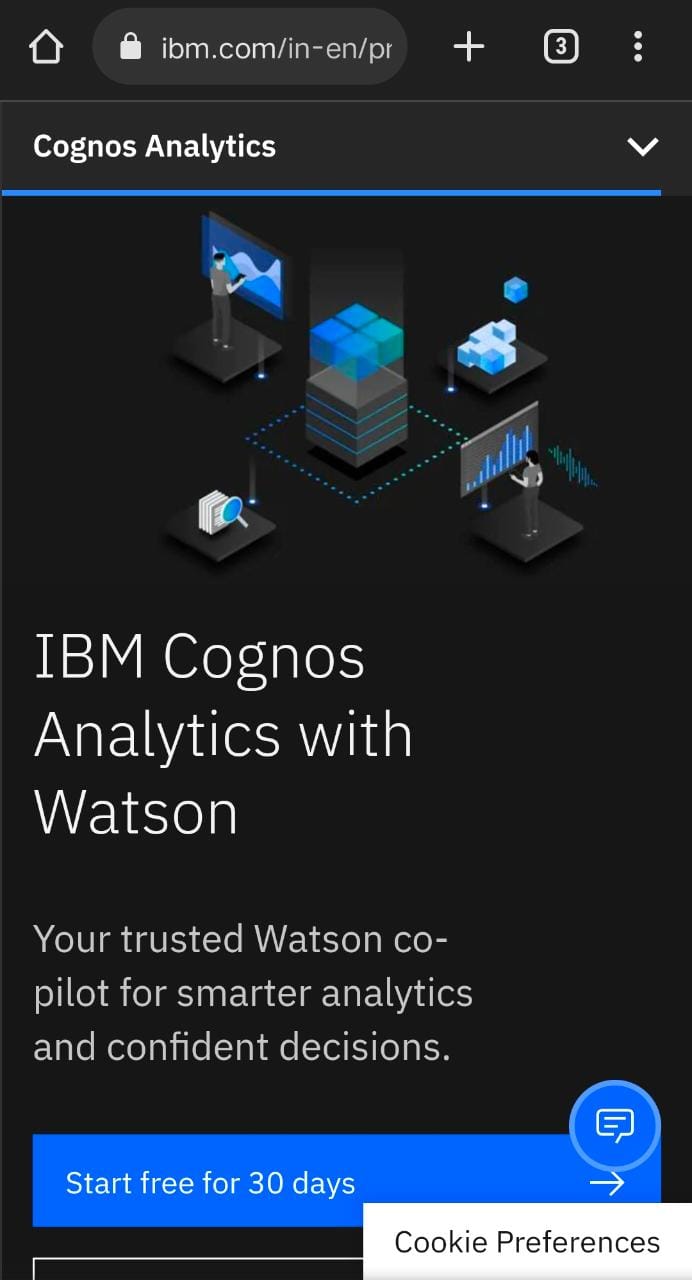 ibm.com/in-en/pr
3
Cognos Analytics
IBM Cognos
Analytics with
Watson
Your trusted Watson co-
pilot for smarter analytics
and confident decisions.
Start free for 30 days
Cookie Preferences